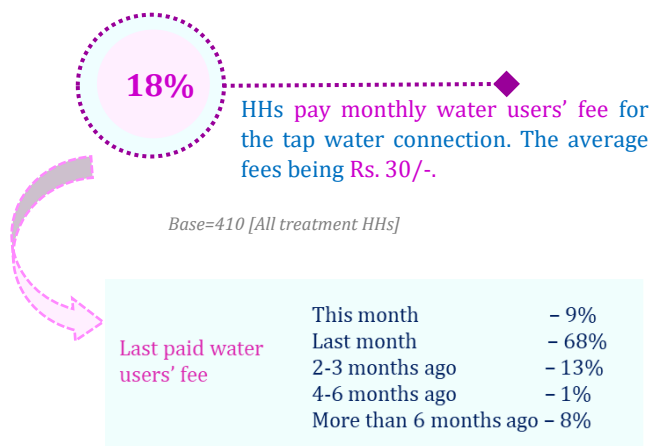 18%
HHs pay monthly water users' fee for
the tap water connection. The average
fees being Rs. 30/-.
Base=410 [All treatment HHs]
Last paid water
users' fee
This month – 9%
Last month – 68%
2-3 months ago – 13%
4-6 months ago – 1%
More than 6 months ago – 8%